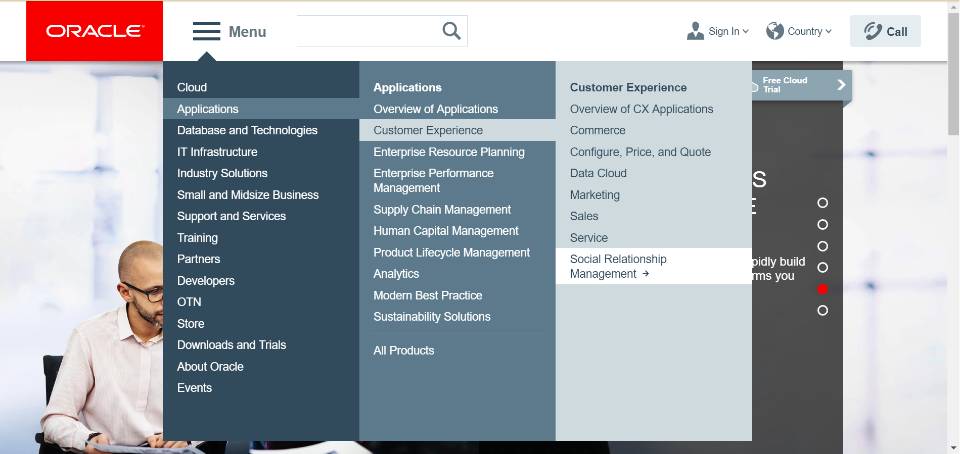 ORACLE
Menu
Sign In
Country
Call
Cloud
Applications
Database and Technologies
IT Infrastructure
Industry Solutions
Small and Midsize Business
Support and Services
Training
Partners
Developers
OTN
Store
Downloads and Trials
About Oracle
Events
Applications
Overview of Applications
Customer Experience
Enterprise Resource Planning
Enterprise Performance
Management
Supply Chain Management
Human Capital Management
Product Lifecycle Management
Analytics
Modern Best Practice
Sustainability Solutions
All Products
Customer Experience
Overview of CX Applications
Commerce
Configure, Price, and Quote
Data Cloud
Marketing
Sales
Service
Social Relationship
Management →
Free Cloud
Trial
S
E
build
you